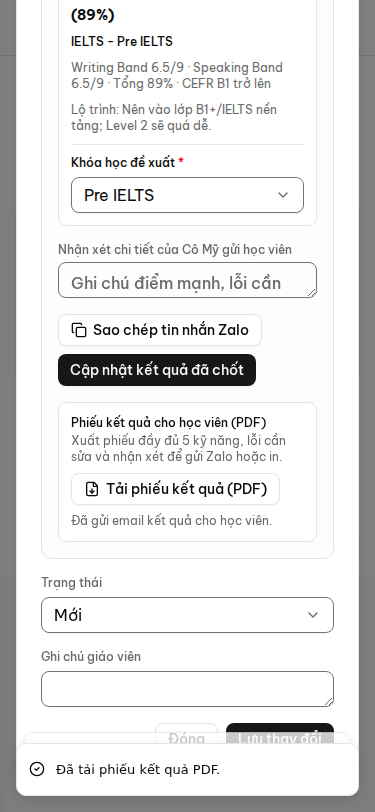 (89%)
IELTS - Pre IELTS
Writing Band 6.5/9 · Speaking Band
6.5/9 · Tổng 89% · CEFR B1 trở lên
Lộ trình: Nên vào lớp B1+/IELTS nền
tảng; Level 2 sẽ quá dễ.
Khóa học đề xuất *
Pre IELTS
Nhận xét chi tiết của Cô Mỹ gửi học viên
Ghi chú điểm mạnh, lỗi cần
Sao chép tin nhắn Zalo
Cập nhật kết quả đã chốt
Phiếu kết quả cho học viên (PDF)
Xuất phiếu đầy đủ 5 kỹ năng, lỗi cần
sửa và nhận xét để gửi Zalo hoặc in.
Tải phiếu kết quả (PDF)
Đã gửi email kết quả cho học viên.
Trạng thái
Mới
Ghi chú giáo viên
Đóng
Lưu thay đổi
Đã tải phiếu kết quả PDF.